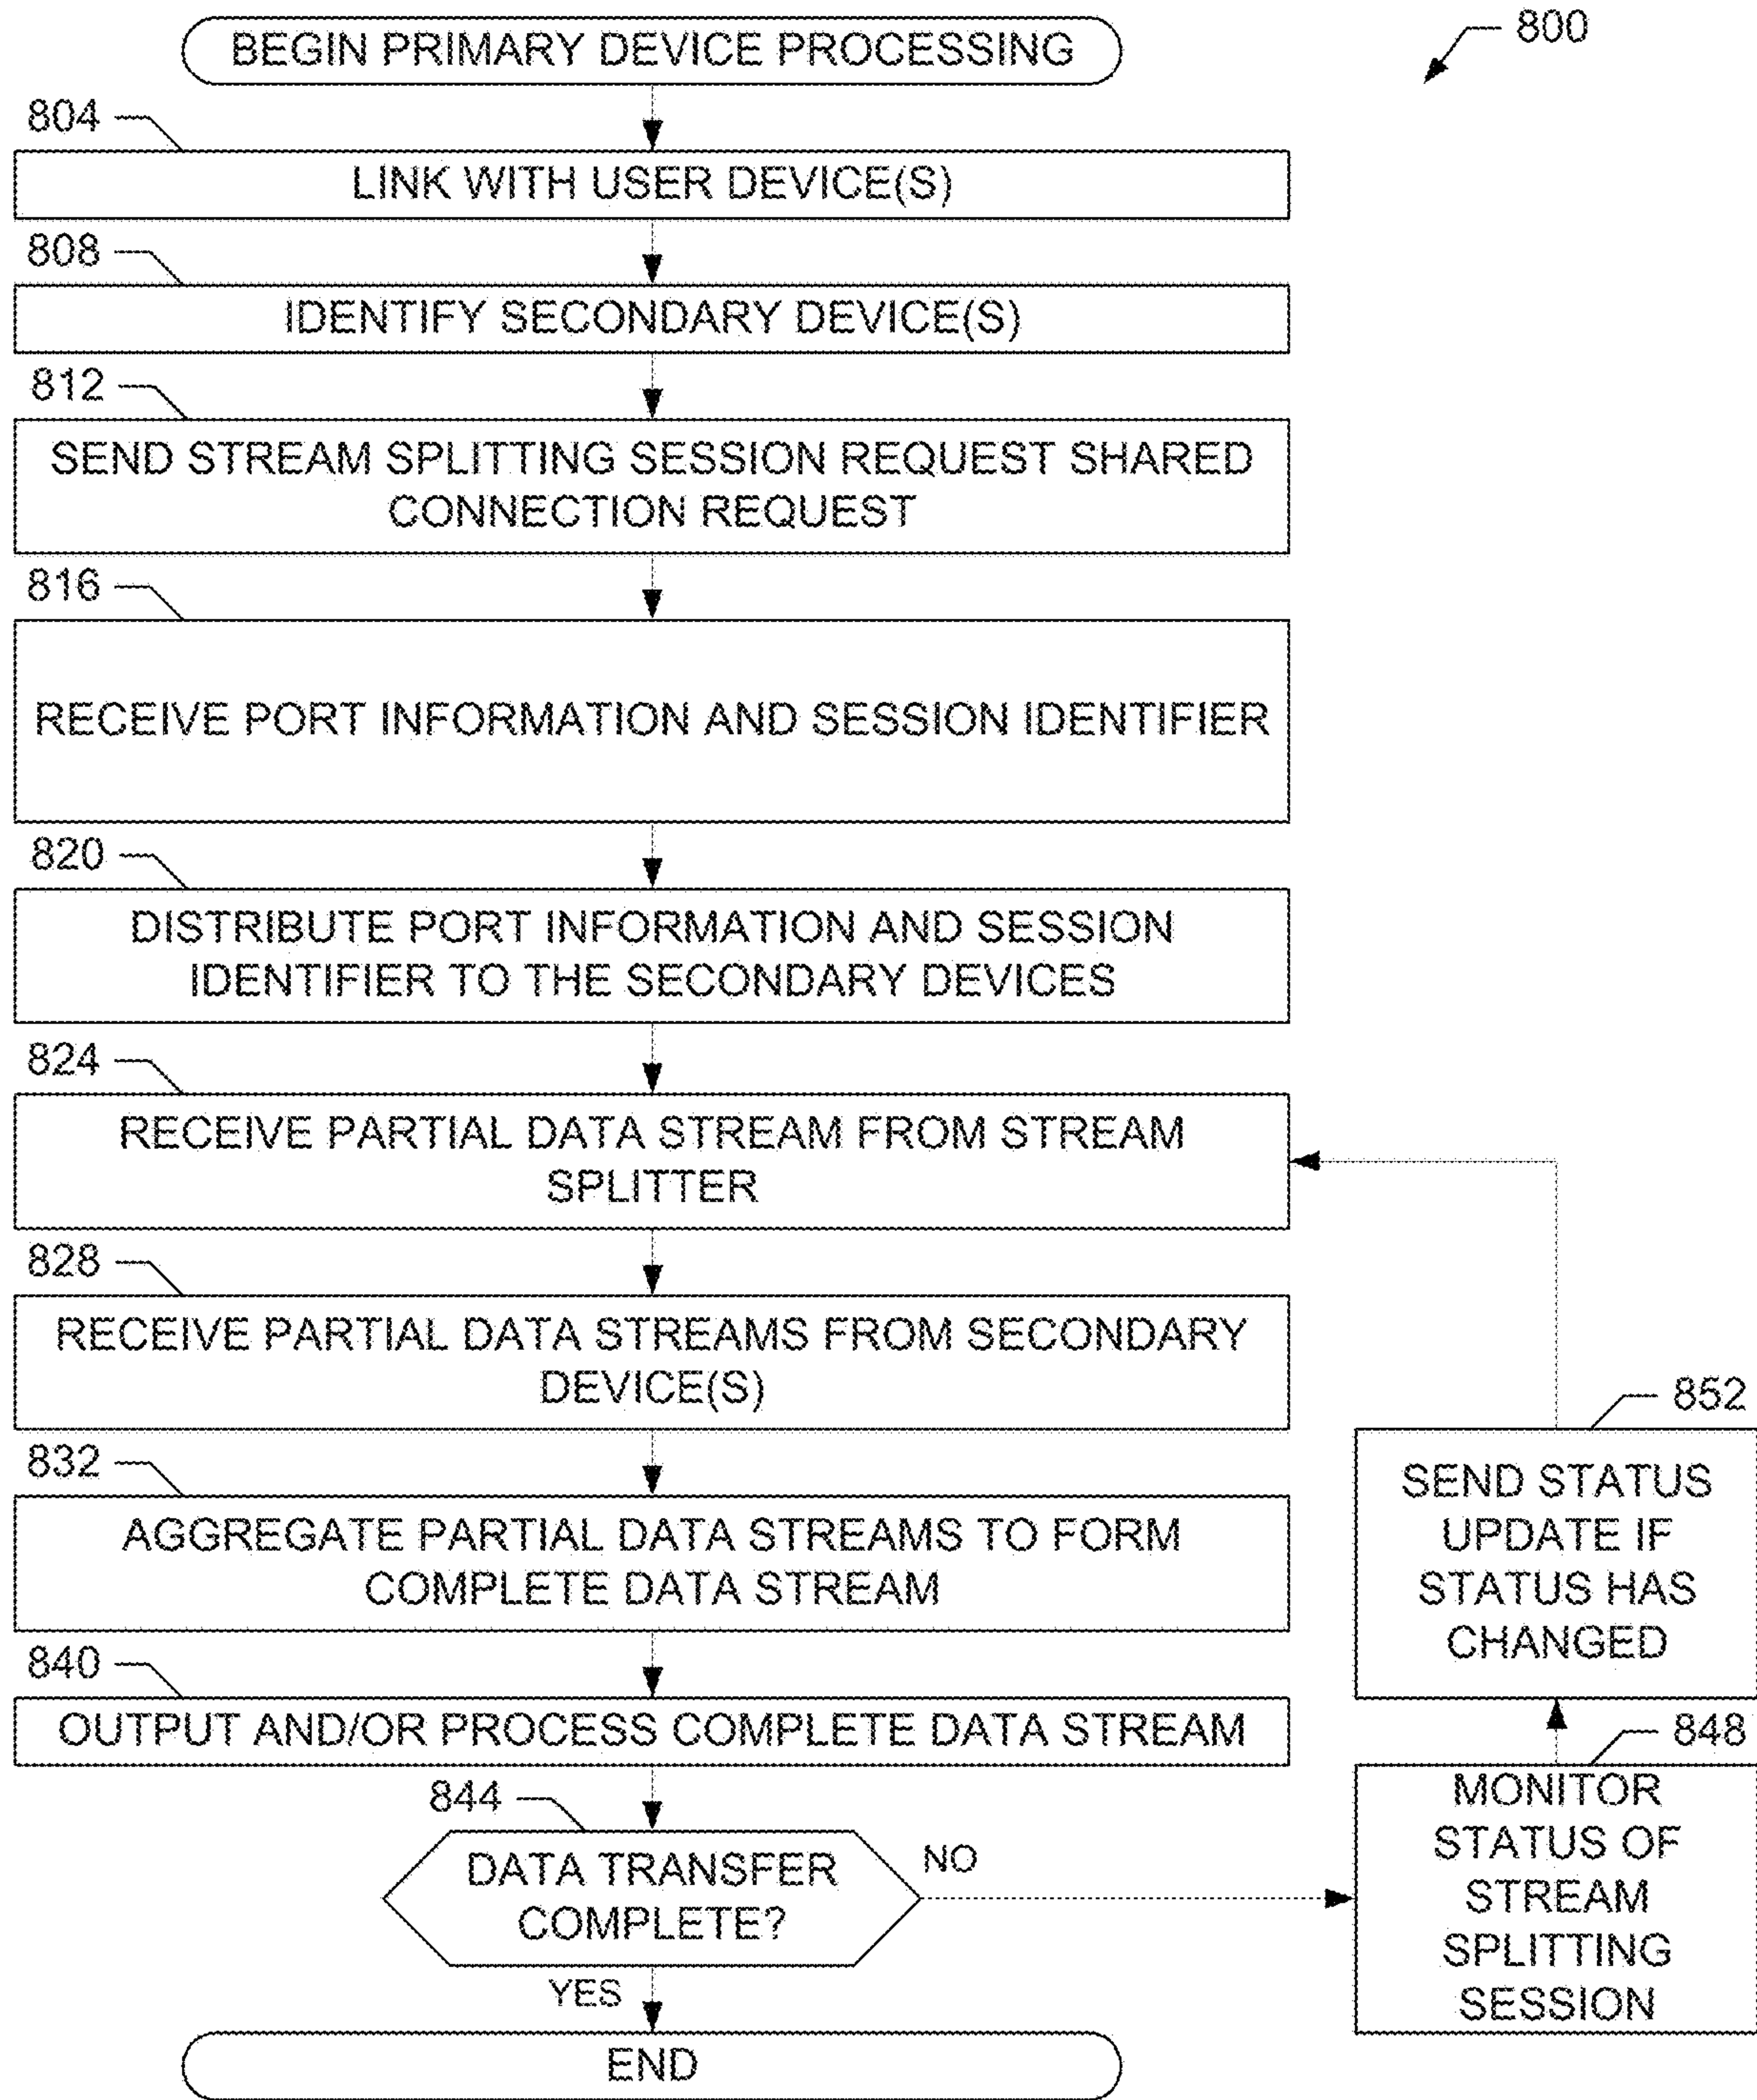 BEGIN PRIMARY DEVICE PROCESSING
800
804
LINK WITH USER DEVICE(S)
808
IDENTIFY SECONDARY DEVICE(S)
812
SEND STREAM SPLITTING SESSION REQUEST SHARED
CONNECTION REQUEST
816
RECEIVE PORT INFORMATION AND SESSION IDENTIFIER
820
DISTRIBUTE PORT INFORMATION AND SESSION
IDENTIFIER TO THE SECONDARY DEVICES
824
RECEIVE PARTIAL DATA STREAM FROM STREAM
SPLITTER
828
RECEIVE PARTIAL DATA STREAMS FROM SECONDARY
DEVICE(S)
832
AGGREGATE PARTIAL DATA STREAMS TO FORM
COMPLETE DATA STREAM
840
OUTPUT AND/OR PROCESS COMPLETE DATA STREAM
844
DATA TRANSFER
COMPLETE?
NO
YES
END
852
SEND STATUS
UPDATE IF
STATUS HAS
CHANGED
848
MONITOR
STATUS OF
STREAM
SPLITTING
SESSION